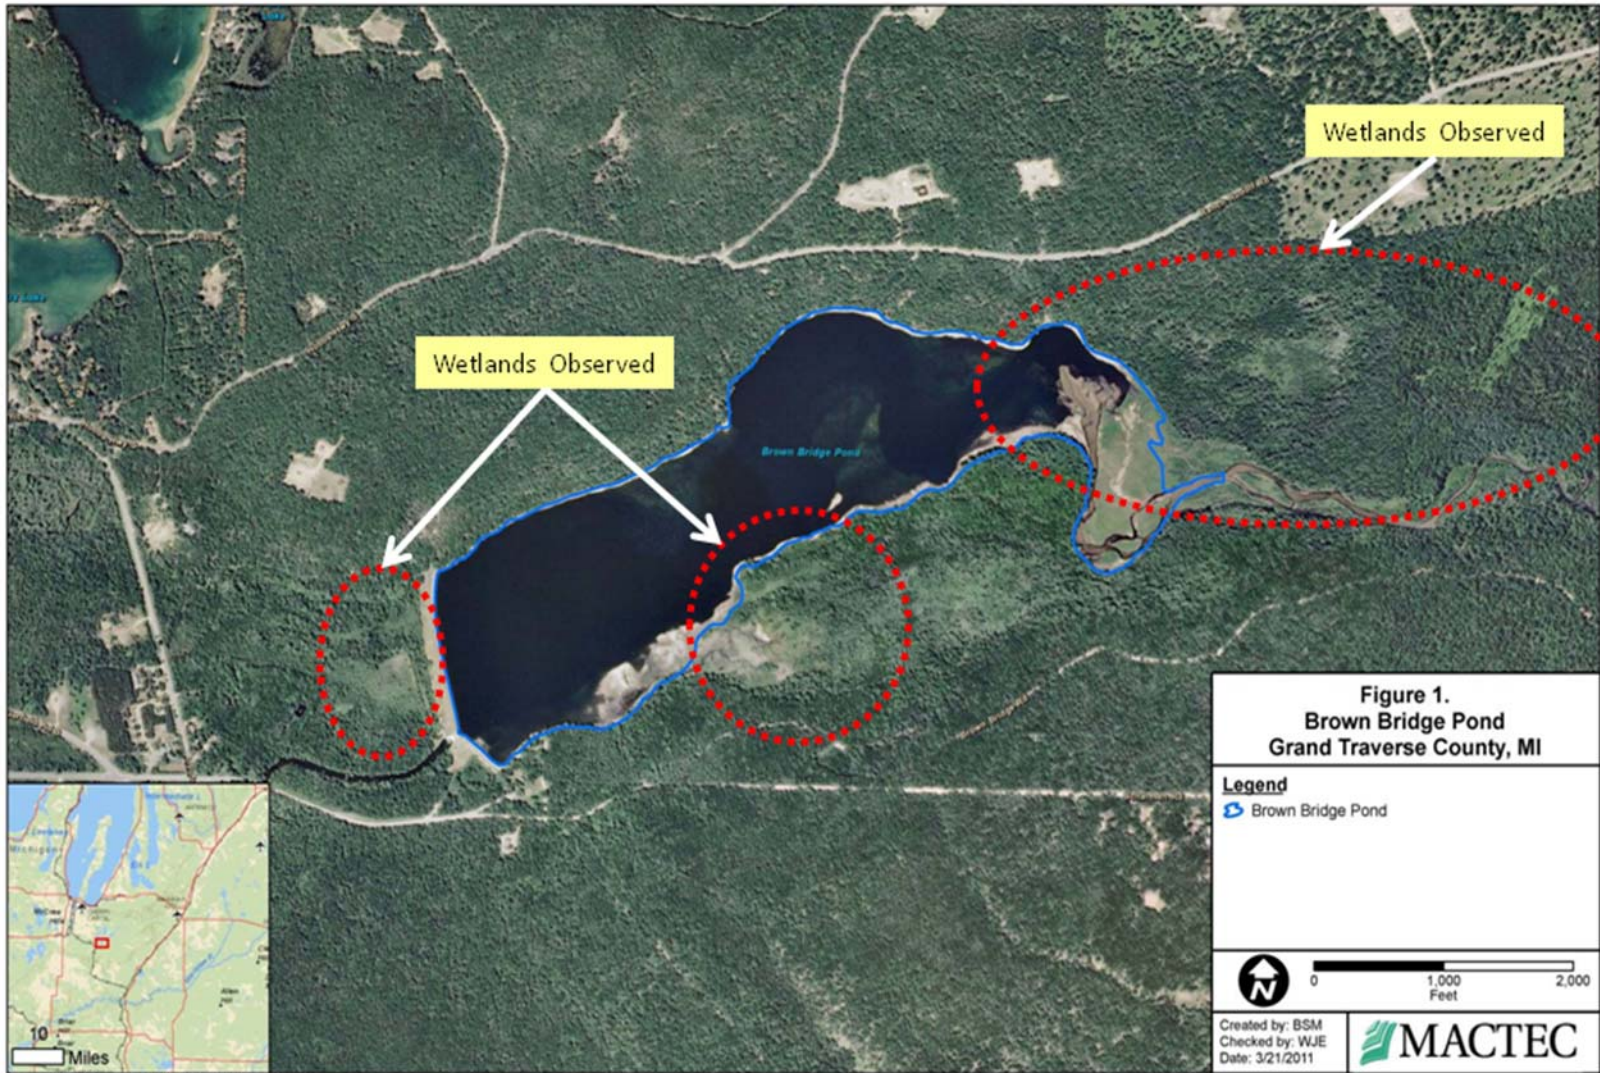 Lake
Wetlands Observed
Wetlands Observed
Brown Bridge Pond
Figure 1.
Brown Bridge Pond
Grand Traverse County, MI
Legend
Brown Bridge Pond
N
0 1,000 2,000
Feet
Created by: BSM
Checked by: WJE
Date: 3/21/2011
MACTEC
10
Miles